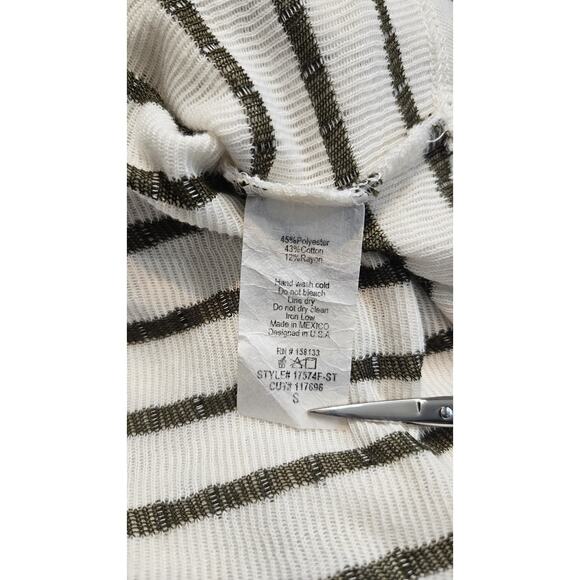 45%Polyester
43%Cotton
12%Rayon
Hand wash cold
Do not bleach
Line dry
Do not dry clean
Iron Low
Made in MEXICO
Designed in U.S.A
RN # 158133
STYLE# 17574F-ST
CUT# 117696
S